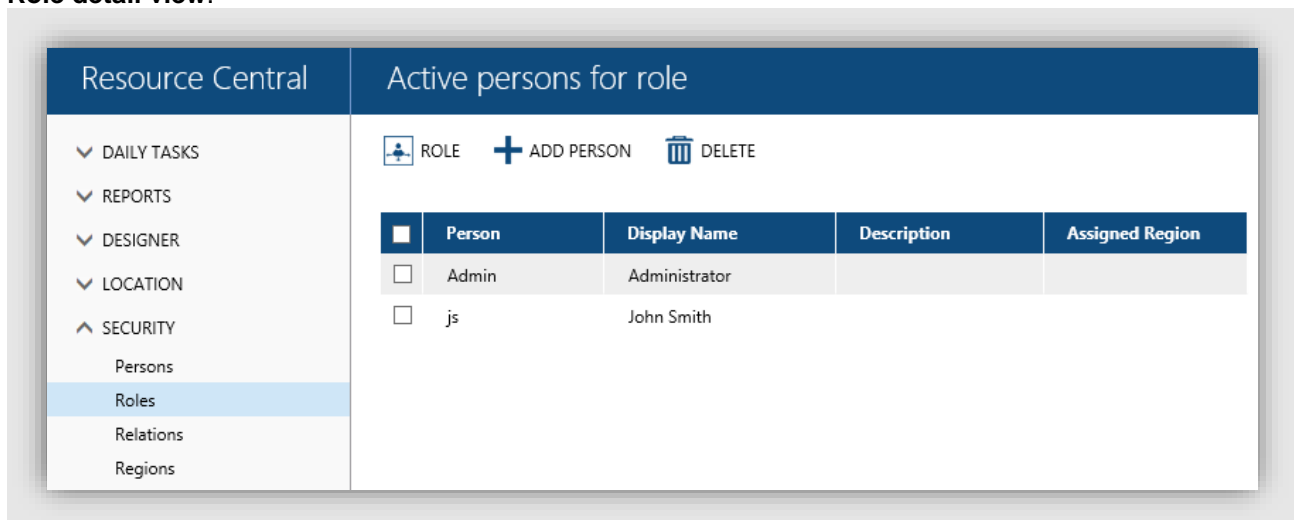 Role detail view:
Resource Central
Active persons for role
DAILY TASKS
REPORTS
DESIGNER
LOCATION
SECURITY
Persons
Roles
Relations
Regions
ROLE ADD PERSON DELETE
Person Display Name Description Assigned Region
Admin Administrator
js John Smith